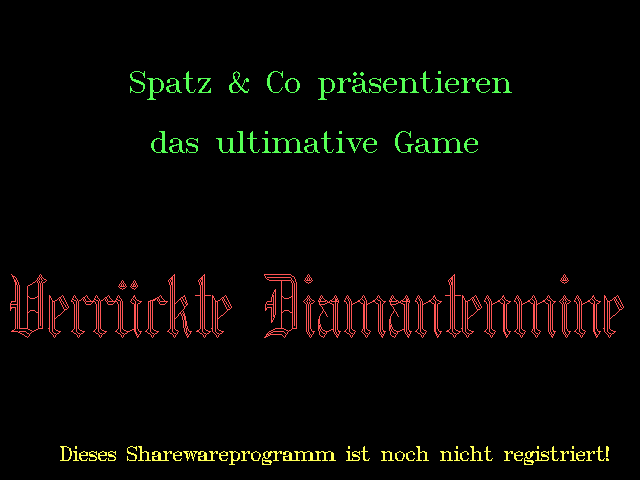 Spatz & Co präsentieren
das ultimative Game
Verrückte Diamantenmine
Dieses Sharewareprogramm ist noch nicht registriert!